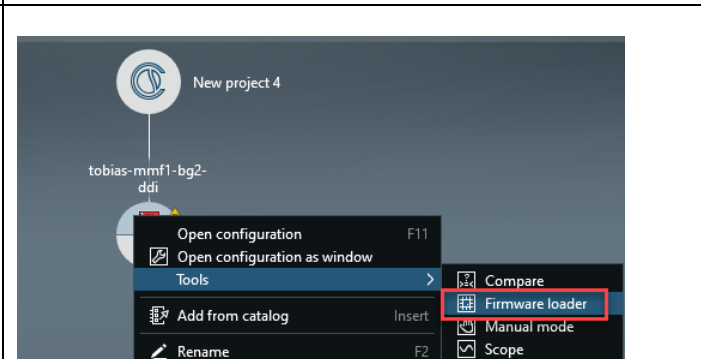 New project 4
tobias-mmf1-bg2-
ddi
Open configuration F11
Open configuration as window
Tools
Compare
Firmware loader
Add from catalog Insert
Manual mode
Rename F2
Scope